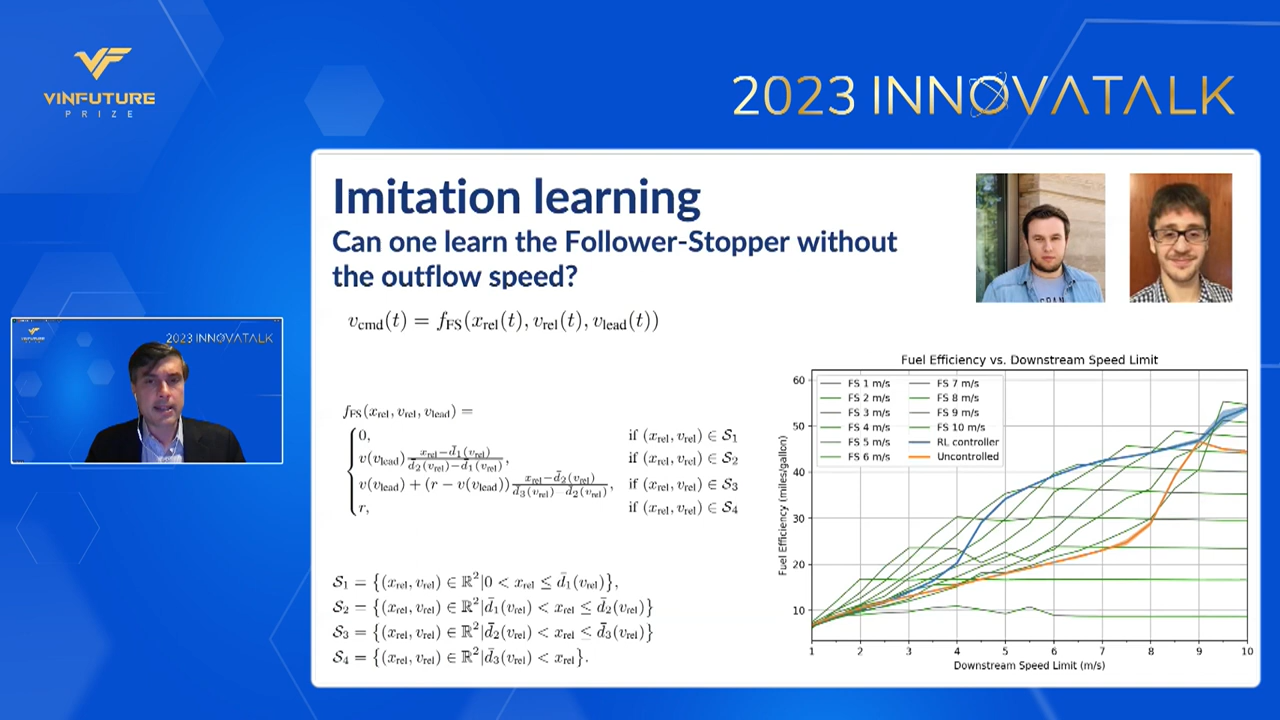 VINFUTURE
PRIZE
2023 INNOVATALK
2023 INNOVATALK
Imitation learning
Can one learn the Follower-Stopper without
the outflow speed?
v_cmd(t) = f_FS(x_rel(t), v_rel(t), v_lead(t))
f_FS(x_rel, v_rel, v_lead) =
0, if (x_rel, v_rel) ∈ S_1
v(v_lead) (x_rel − d̄_1(v_rel))/(d̄_2(v_rel) − d̄_1(v_rel)), if (x_rel, v_rel) ∈ S_2
v(v_lead) + (r − v(v_lead)) (x_rel − d̄_2(v_rel))/(d̄_3(v_rel) − d̄_2(v_rel)), if (x_rel, v_rel) ∈ S_3
r, if (x_rel, v_rel) ∈ S_4
S_1 = {(x_rel, v_rel) ∈ ℝ²|0 < x_rel ≤ d̄_1(v_rel)},
S_2 = {(x_rel, v_rel) ∈ ℝ²|d̄_1(v_rel) < x_rel ≤ d̄_2(v_rel)}
S_3 = {(x_rel, v_rel) ∈ ℝ²|d̄_2(v_rel) < x_rel ≤ d̄_3(v_rel)}
S_4 = {(x_rel, v_rel) ∈ ℝ²|d̄_3(v_rel) < x_rel}.
Fuel Efficiency vs. Downstream Speed Limit
FS 1 m/s FS 7 m/s
FS 2 m/s FS 8 m/s
FS 3 m/s FS 9 m/s
FS 4 m/s FS 10 m/s
FS 5 m/s RL controller
FS 6 m/s Uncontrolled
Fuel Efficiency (miles/gallon)
60
50
40
30
20
10
1 2 3 4 5 6 7 8 9 10
Downstream Speed Limit (m/s)